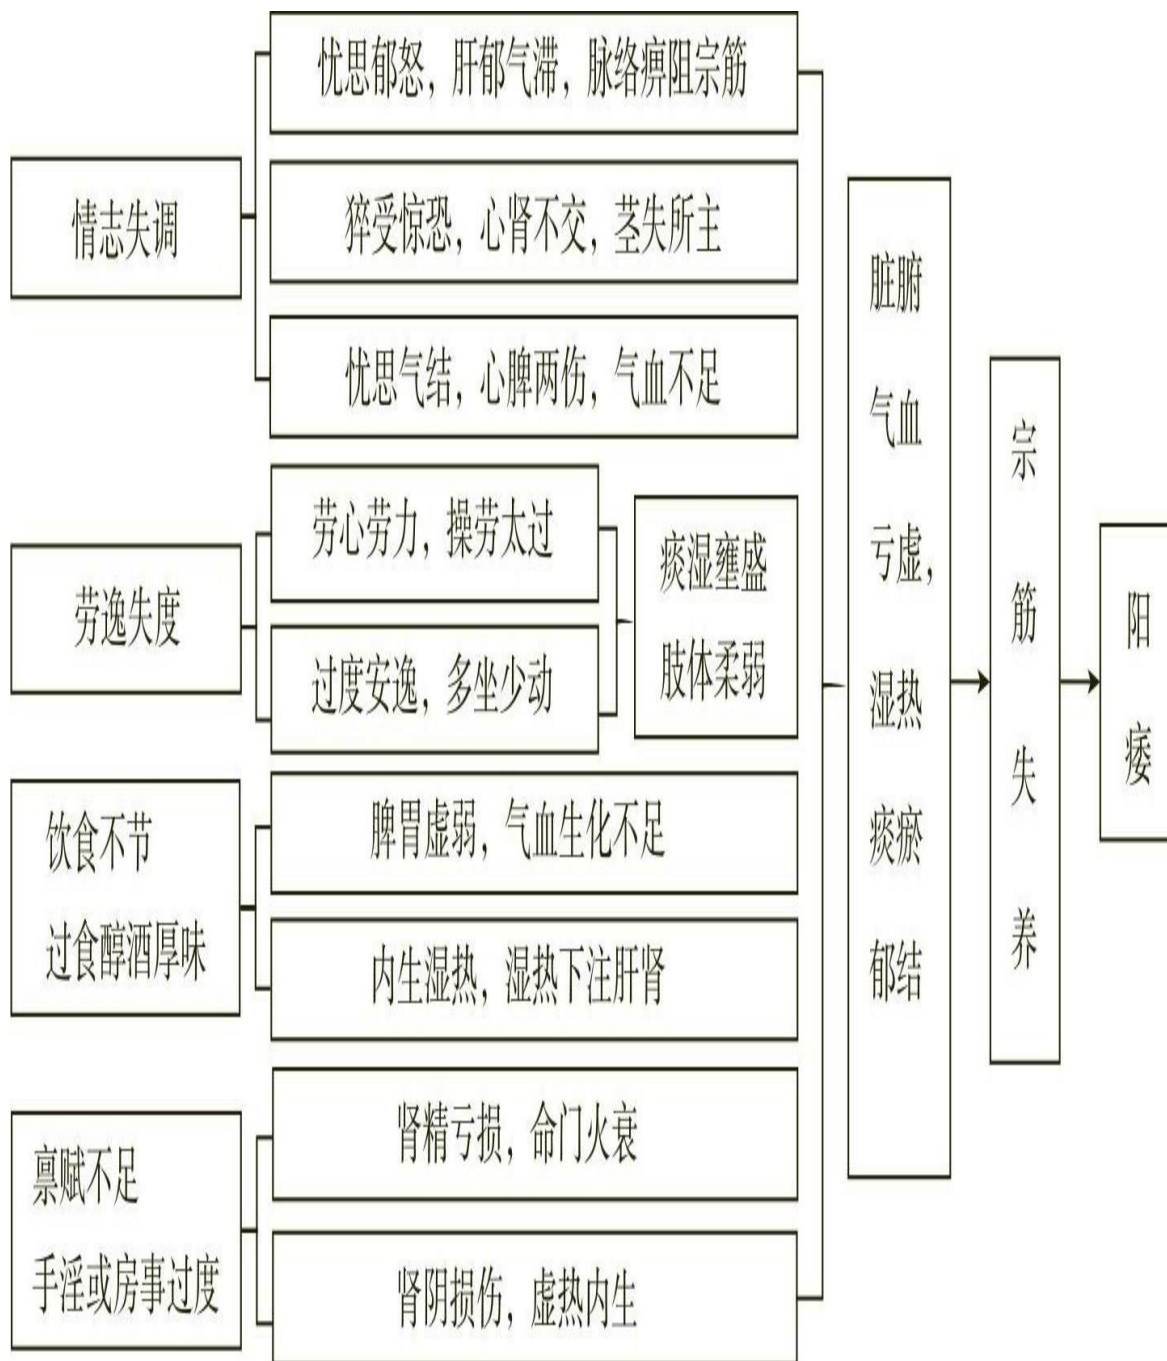 情志失调
忧思郁怒，肝郁气滞，脉络痹阻宗筋
猝受惊恐，心肾不交，茎失所主
忧思气结，心脾两伤，气血不足
劳逸失度
劳心劳力，操劳太过
过度安逸，多坐少动
痰湿壅盛
肢体柔弱
饮食不节
过食醇酒厚味
脾胃虚弱，气血生化不足
内生湿热，湿热下注肝肾
禀赋不足
手淫或房事过度
肾精亏损，命门火衰
肾阴损伤，虚热内生
脏腑
气血
亏虚，
湿热
痰瘀
郁结
宗筋失养
阳痿